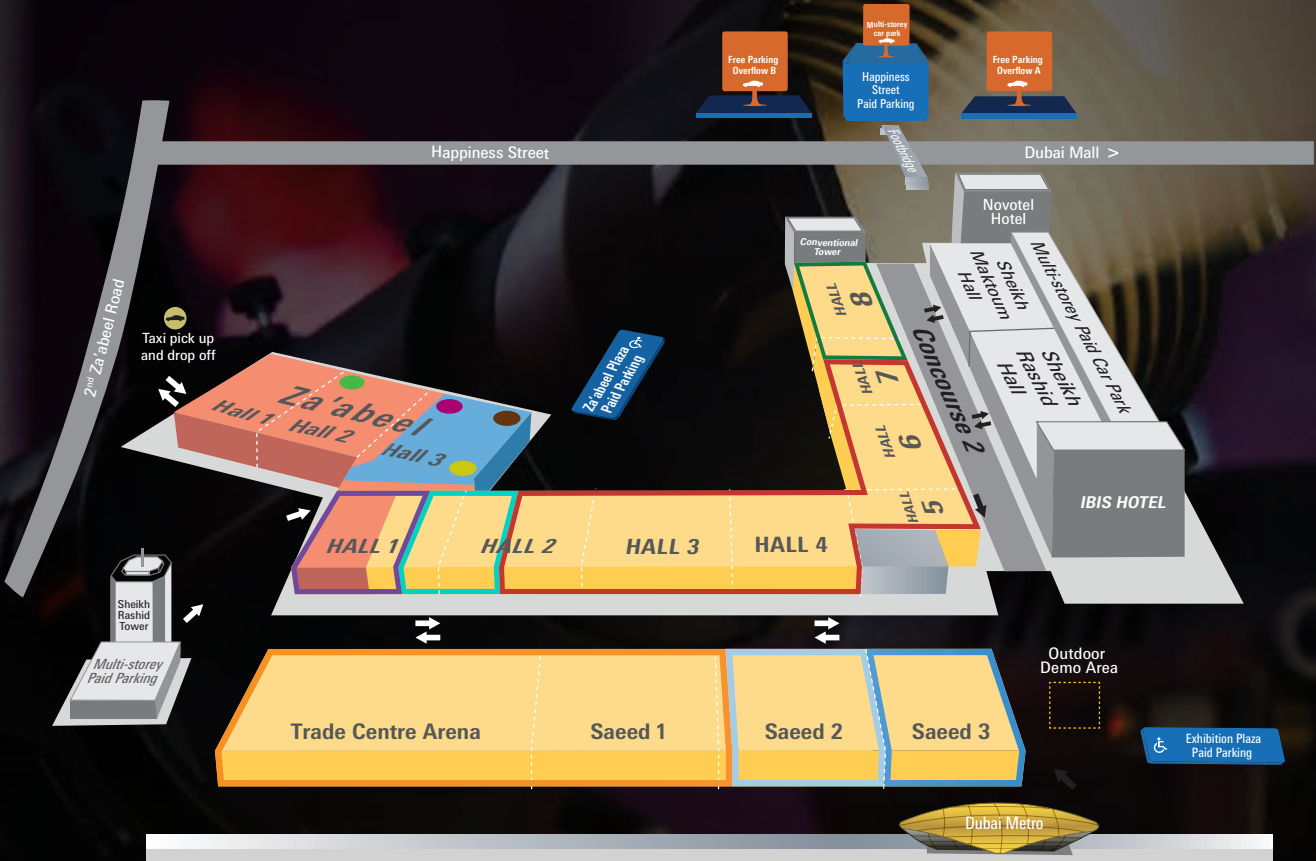 Multi-storey
car park
Free Parking
Overflow B
Happiness
Street
Paid Parking
Free Parking
Overflow A
Happiness Street
Footbridge
Dubai Mall >
2nd Za'abeel Road
Taxi pick up
and drop off
Za'abeel Plaza
Paid Parking
Conventional
Tower
Novotel
Hotel
Sheikh
Maktoum
Hall
Multi-storey Paid Car Park
Sheikh
Rashid
Hall
IBIS HOTEL
Concourse 2
HALL 8
HALL 7
HALL 6
HALL 5
Za'abeel
Hall 1
Hall 2
Hall 3
HALL 1
HALL 2
HALL 3
HALL 4
Sheikh
Rashid
Tower
Multi-storey
Paid Parking
Trade Centre Arena
Saeed 1
Saeed 2
Saeed 3
Outdoor
Demo Area
Exhibition Plaza
Paid Parking
Dubai Metro